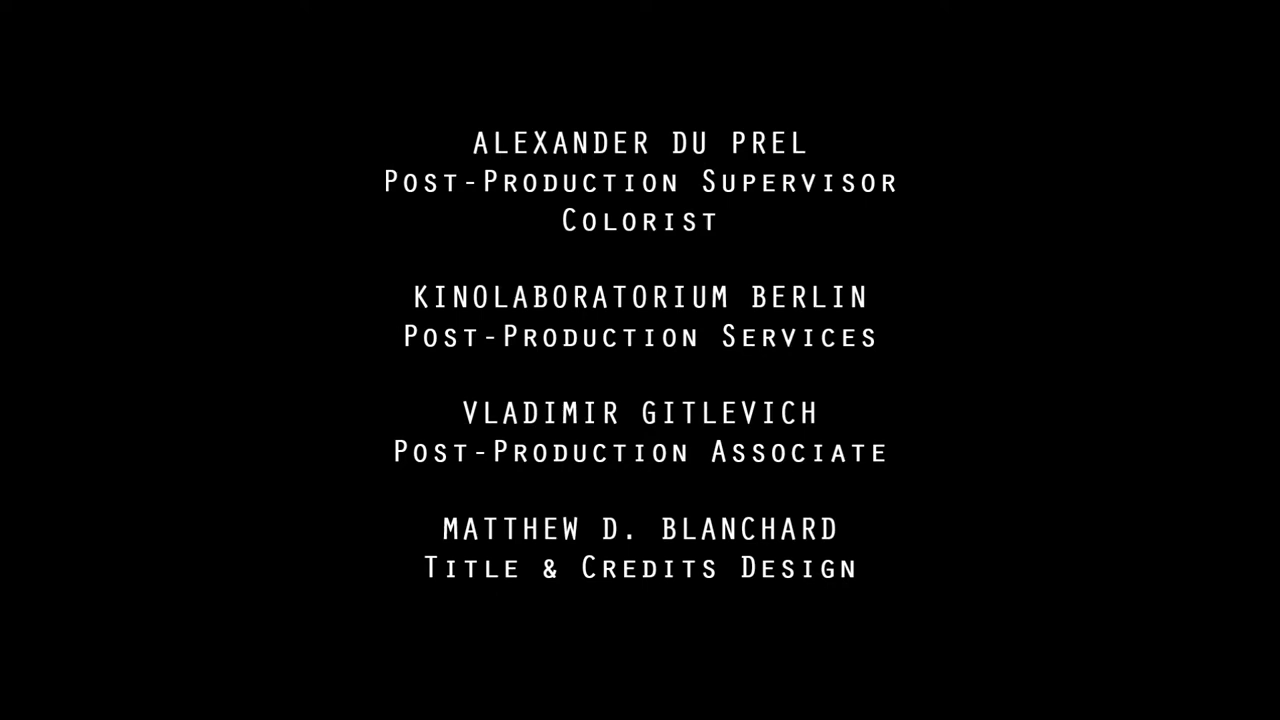 ALEXANDER DU PREL
Post-Production Supervisor
Colorist
KINOLABORATORIUM BERLIN
Post-Production Services
VLADIMIR GITLEVICH
Post-Production Associate
MATTHEW D. BLANCHARD
Title & Credits Design